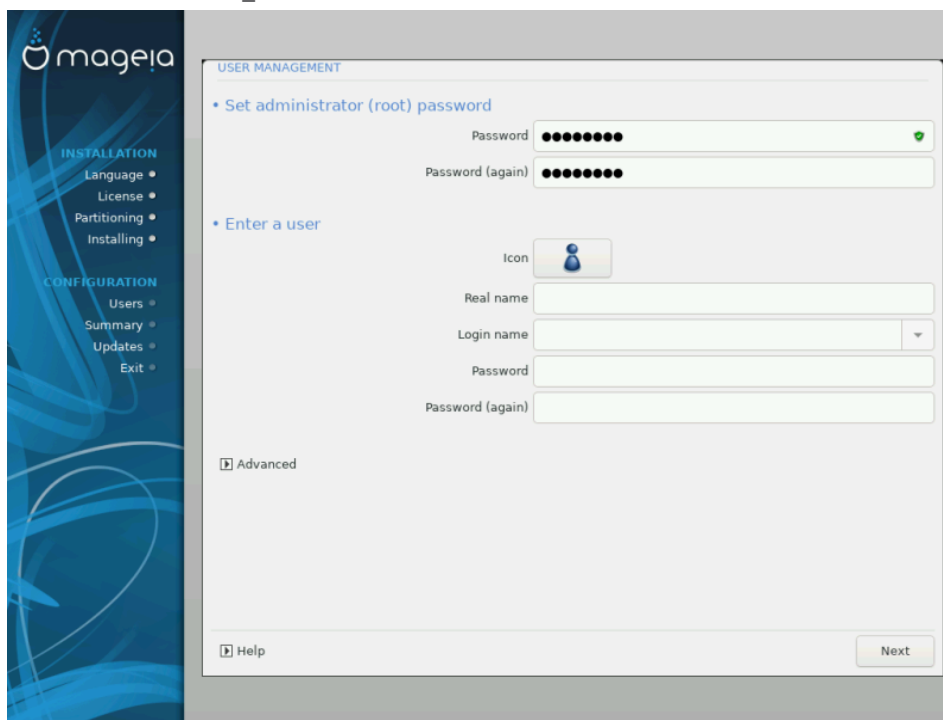 mageia
INSTALLATION
Language
License
Partitioning
Installing
CONFIGURATION
Users
Summary
Updates
Exit
USER MANAGEMENT
• Set administrator (root) password
Password ●●●●●●●●
Password (again) ●●●●●●●●
• Enter a user
Icon
Real name
Login name
Password
Password (again)
Advanced
Help
Next